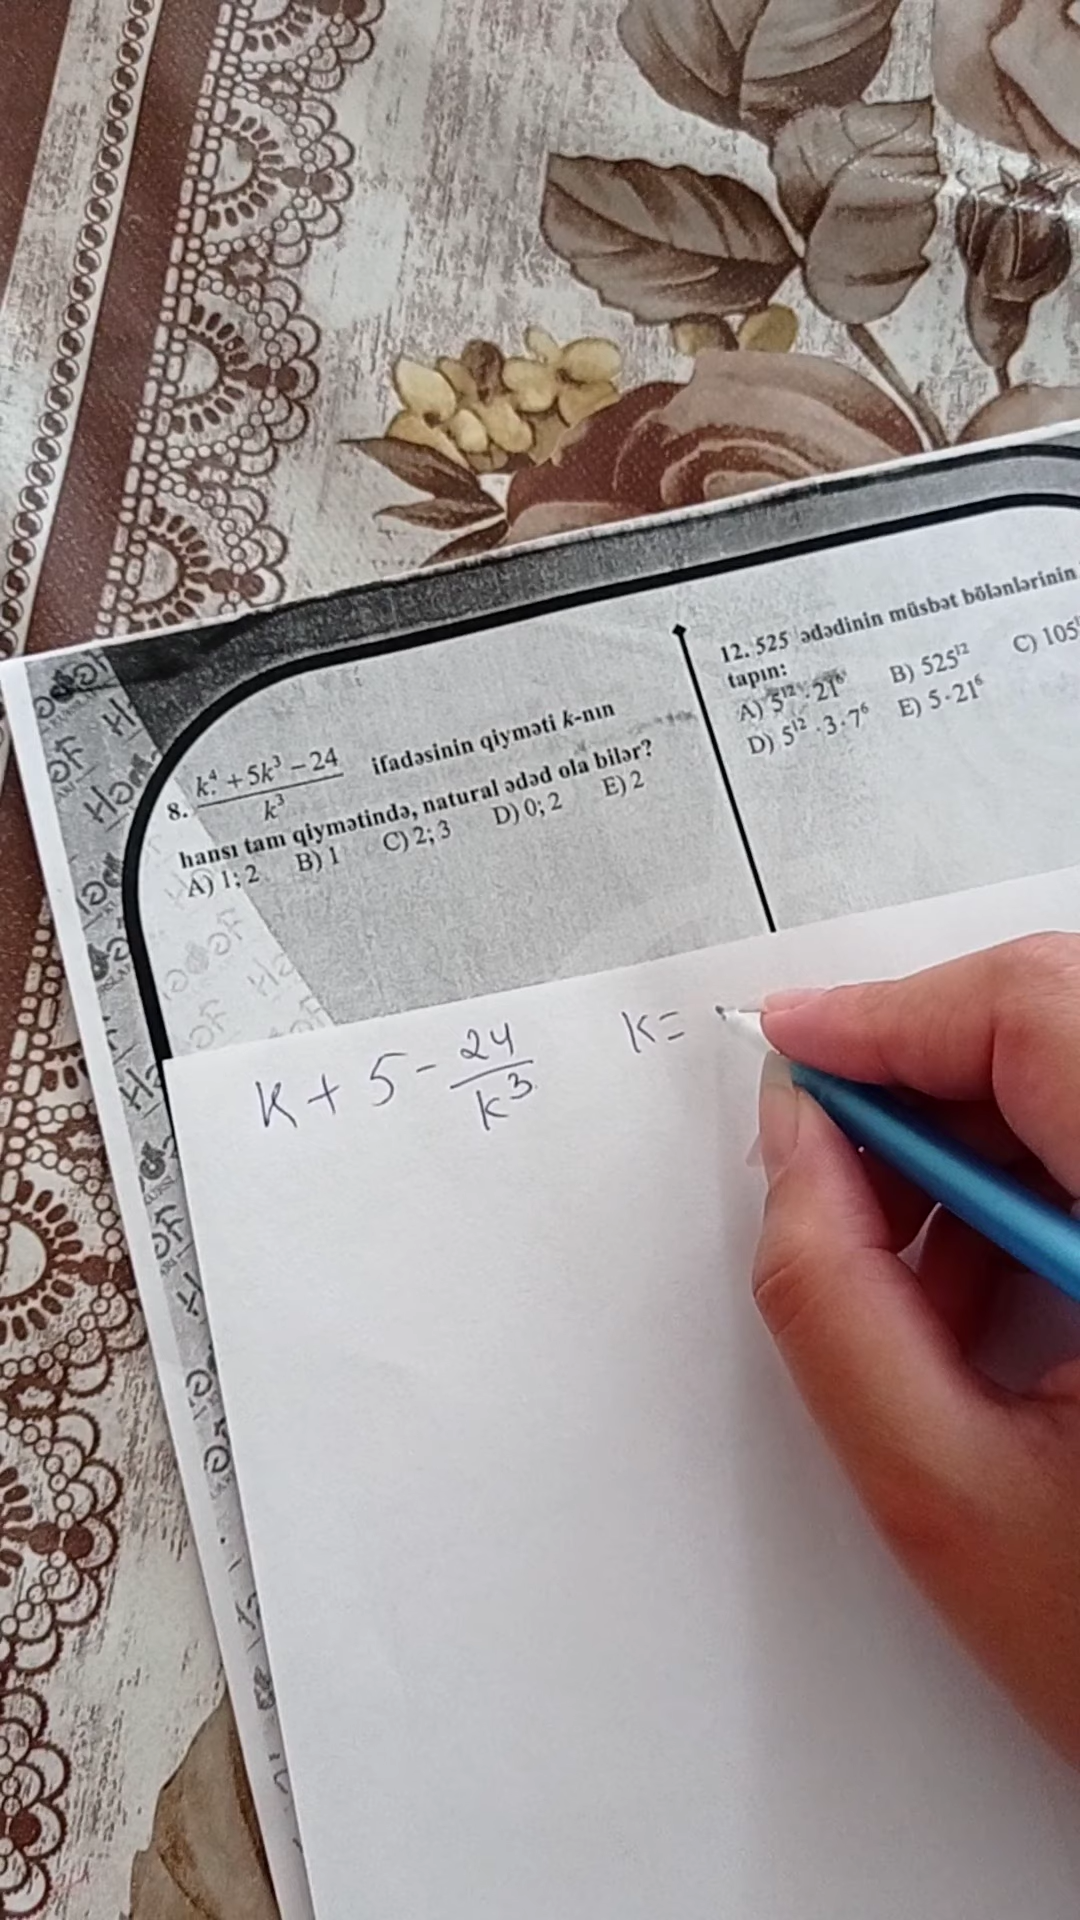 8. (k⁴ + 5k³ − 24) / k³ ifadəsinin qiyməti k-nın
hansı tam qiymətində, natural ədəd ola bilər?
A) 1; 2 B) 1 C) 2; 3 D) 0; 2 E) 2
12. 525 ədədinin müsbət bölənlərinin
tapın:
A) 5¹² · 21⁶ B) 525¹² C) 105
D) 5¹² · 3 · 7⁶ E) 5 · 21⁶
k + 5 − 24/k³ k =